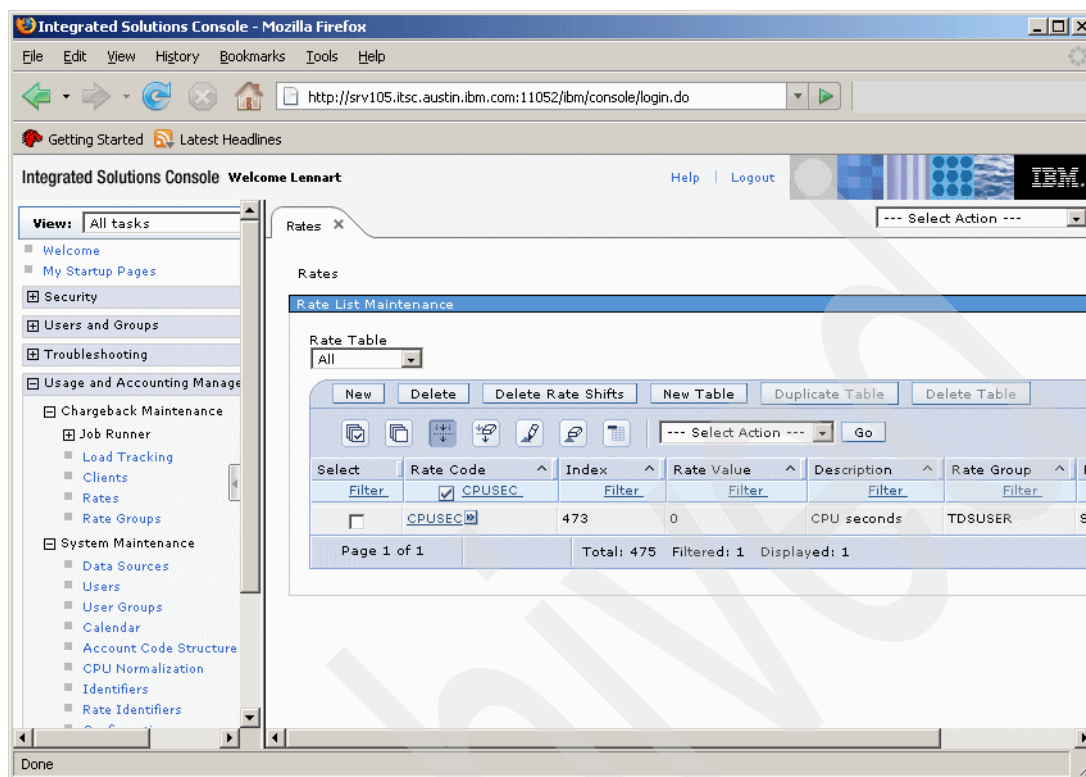 Integrated Solutions Console - Mozilla Firefox
File Edit View History Bookmarks Tools Help
http://srv105.itsc.austin.ibm.com:11052/ibm/console/login.do
Getting Started Latest Headlines
Integrated Solutions Console Welcome Lennart Help | Logout IBM.
View: All tasks
Welcome
My Startup Pages
Security
Users and Groups
Troubleshooting
Usage and Accounting Manage
Chargeback Maintenance
Job Runner
Load Tracking
Clients
Rates
Rate Groups
System Maintenance
Data Sources
Users
User Groups
Calendar
Account Code Structure
CPU Normalization
Identifiers
Rate Identifiers
Rates
--- Select Action ---
Rates
Rate List Maintenance
Rate Table
All
New Delete Delete Rate Shifts New Table Duplicate Table Delete Table
--- Select Action --- Go
Select Rate Code Index Rate Value Description Rate Group
Filter CPUSEC Filter Filter Filter Filter
CPUSEC 473 0 CPU seconds TDSUSER
Page 1 of 1 Total: 475 Filtered: 1 Displayed: 1
Done